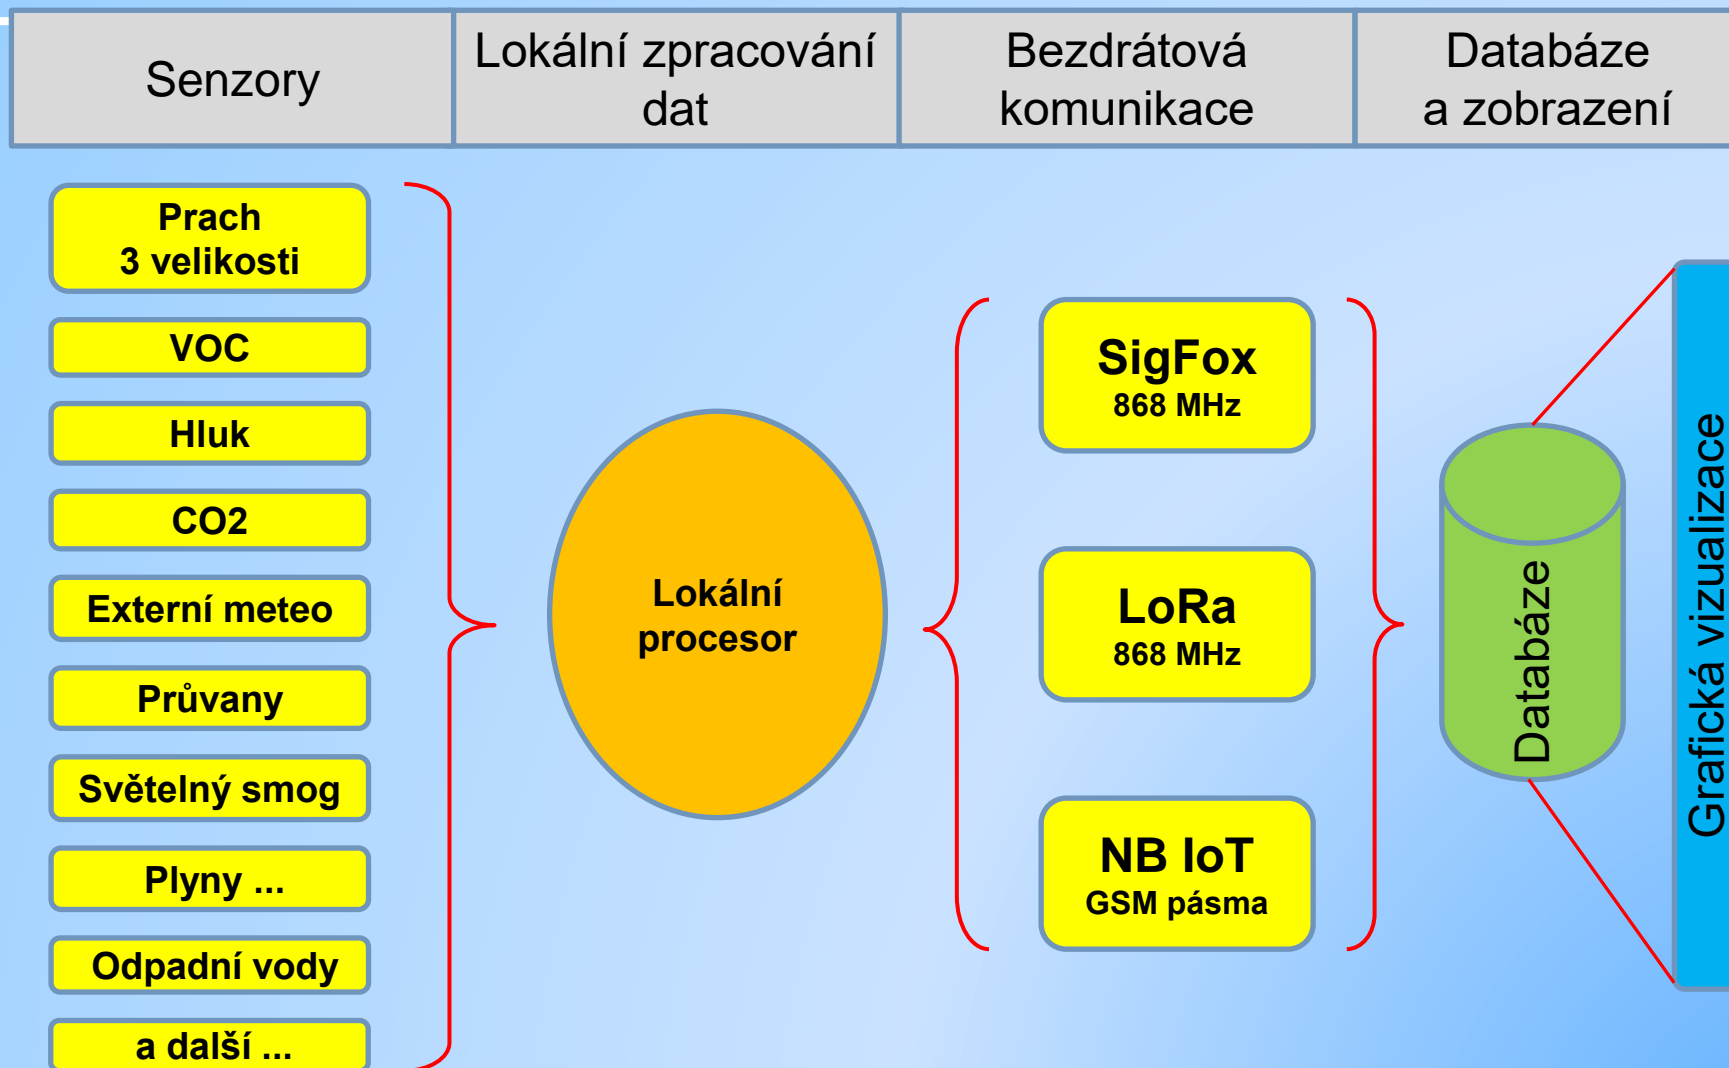 Senzory
Lokální zpracování
dat
Bezdrátová
komunikace
Databáze
a zobrazení
Prach
3 velikosti
VOC
Hluk
CO2
Externí meteo
Průvany
Světelný smog
Plyny ...
Odpadní vody
a další ...
Lokální
procesor
SigFox
868 MHz
LoRa
868 MHz
NB IoT
GSM pásma
Databáze
Grafická vizualizace